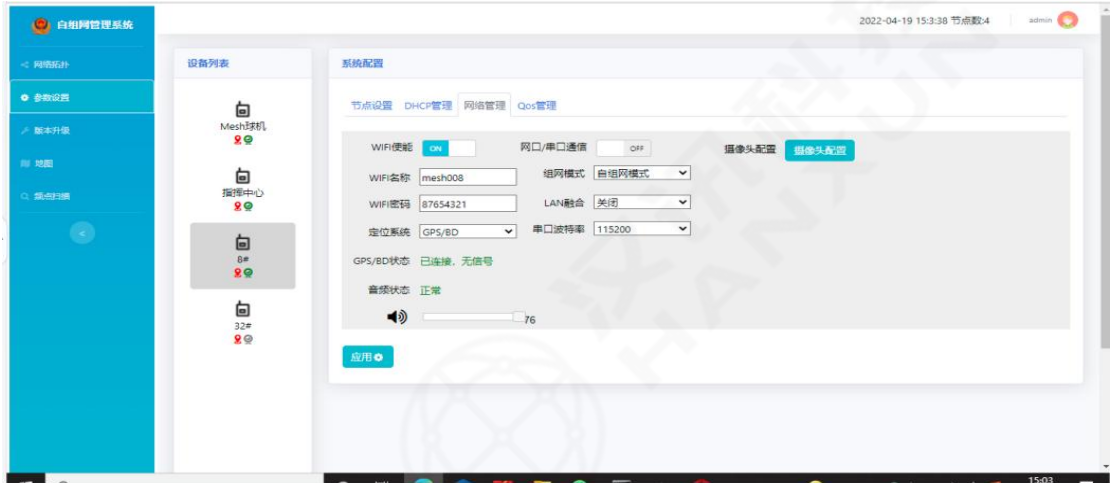 自组网管理系统
2022-04-19 15:3:38 节点数:4
admin
网络拓扑
参数设置
版本升级
地图
频点扫描
<
设备列表
Mesh球机
指挥中心
8#
32#
系统配置
节点设置 DHCP管理 网络管理 Qos管理
WIFI使能 ON 网口/串口通信 OFF 摄像头配置 摄像头配置
WIFI名称 mesh008 组网模式 自组网模式
WIFI密码 87654321 LAN融合 关闭
定位系统 GPS/BD 串口波特率 115200
GPS/BD状态 已连接，无信号
音频状态 正常
76
应用
汉讯科技
HANXUN
15:03